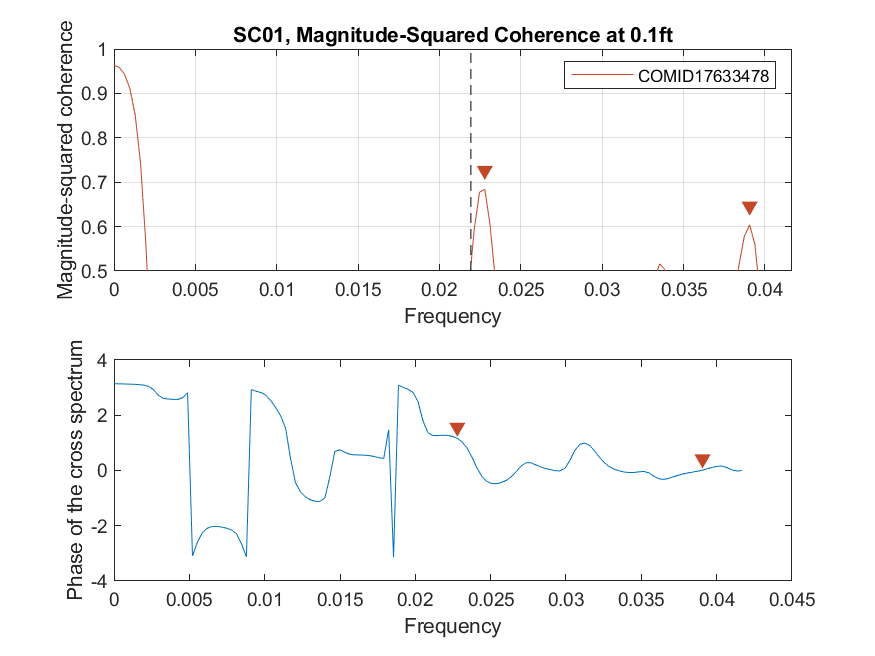 SC01, Magnitude-Squared Coherence at 0.1ft
Magnitude-squared coherence
1
0.9
0.8
0.7
0.6
0.5
COMID17633478
0 0.005 0.01 0.015 0.02 0.025 0.03 0.035 0.04
Frequency
Phase of the cross spectrum
4
2
0
-2
-4
0 0.005 0.01 0.015 0.02 0.025 0.03 0.035 0.04 0.045
Frequency